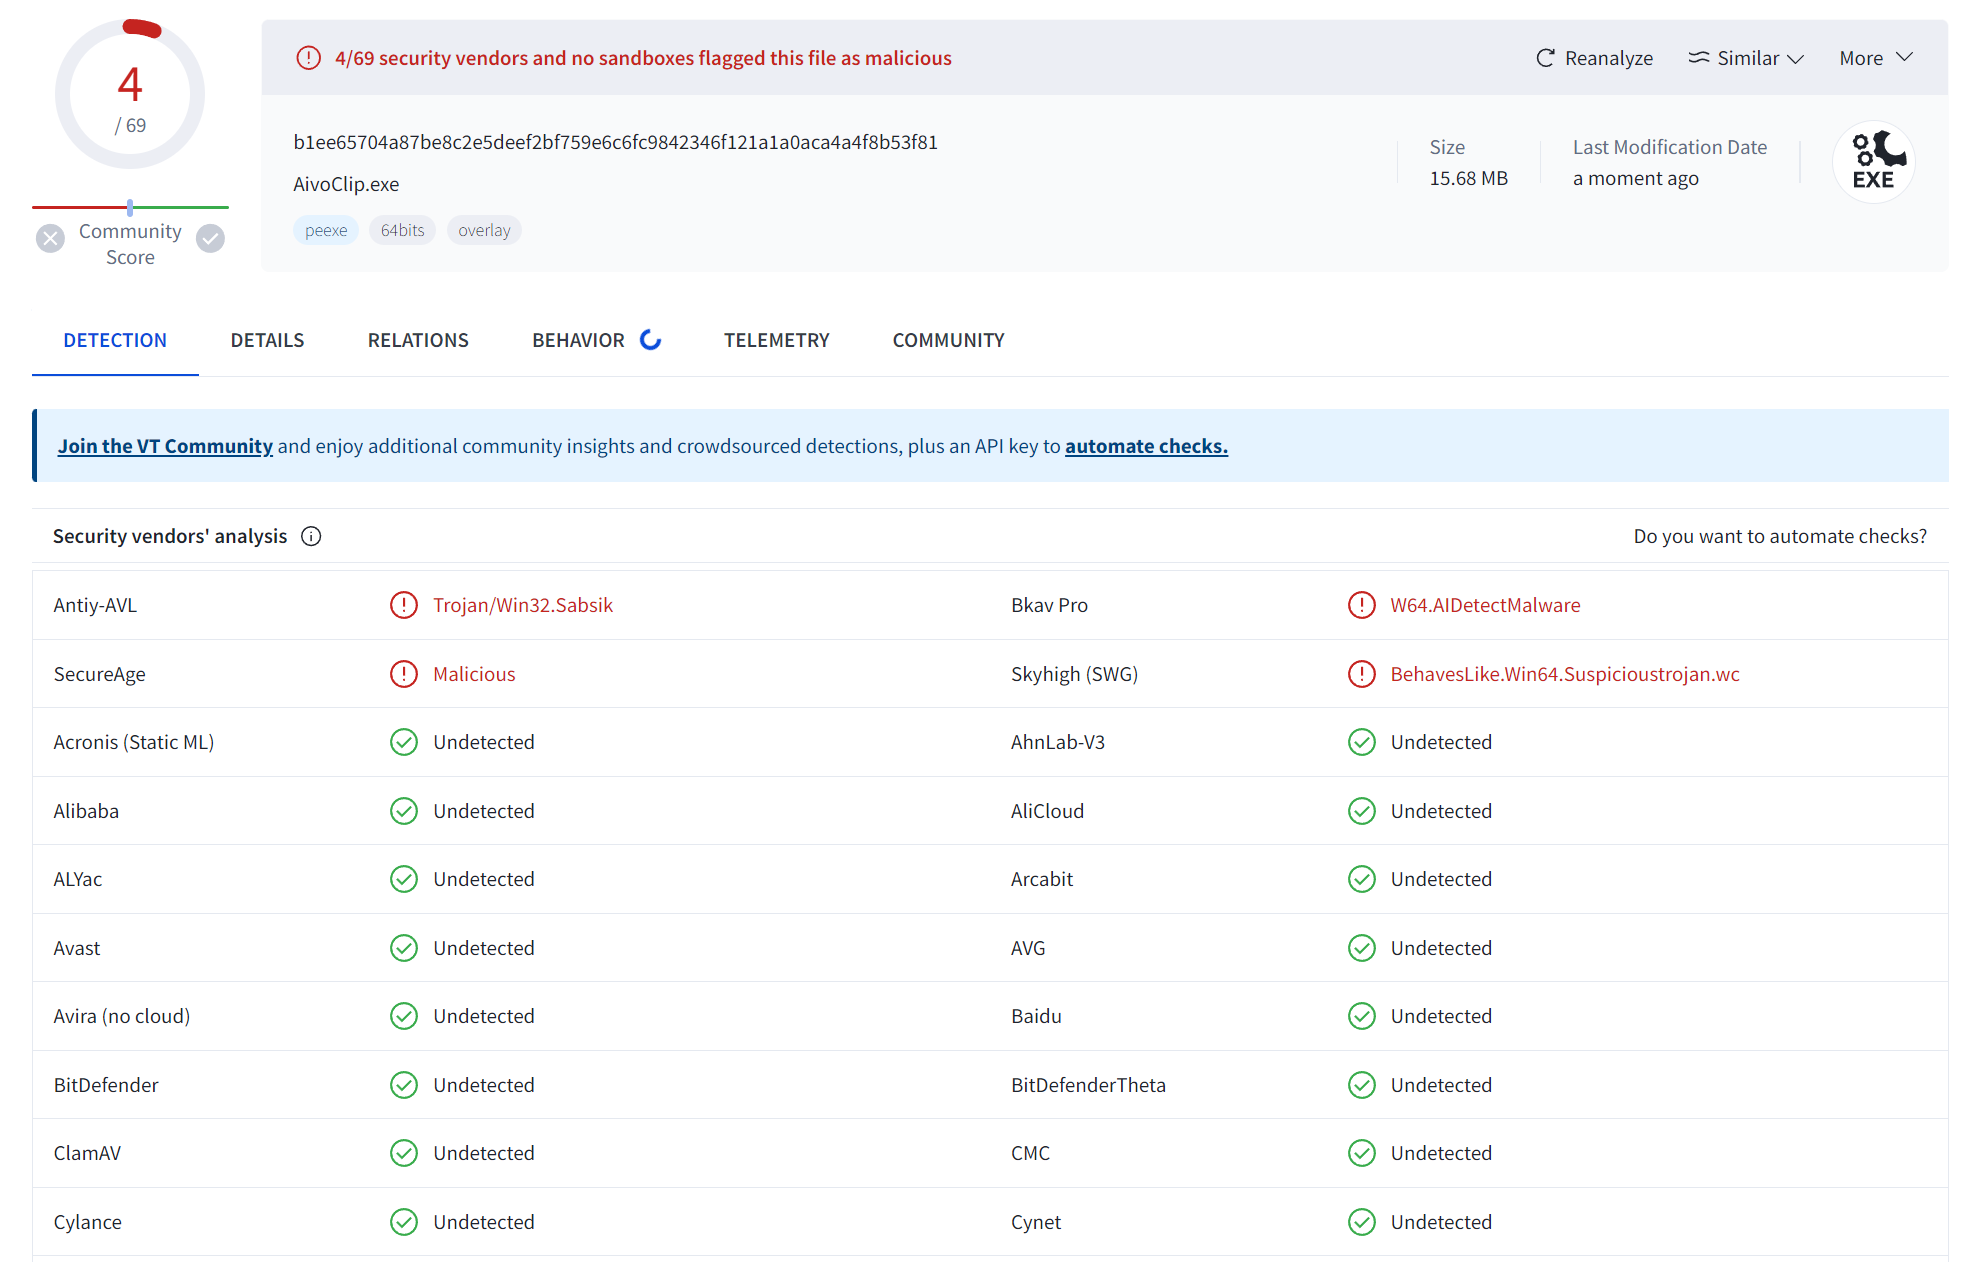 4
/ 69
Community
Score
4/69 security vendors and no sandboxes flagged this file as malicious
Reanalyze
Similar
More
b1ee65704a87be8c2e5deef2bf759e6c6fc9842346f121a1a0aca4a4f8b53f81
AivoClip.exe
peexe
64bits
overlay
Size
15.68 MB
Last Modification Date
a moment ago
EXE
DETECTION
DETAILS
RELATIONS
BEHAVIOR
TELEMETRY
COMMUNITY
Join the VT Community and enjoy additional community insights and crowdsourced detections, plus an API key to automate checks.
Security vendors' analysis
Do you want to automate checks?
Antiy-AVL Trojan/Win32.Sabsik Bkav Pro W64.AIDetectMalware
SecureAge Malicious Skyhigh (SWG) BehavesLike.Win64.Suspicioustrojan.wc
Acronis (Static ML) Undetected AhnLab-V3 Undetected
Alibaba Undetected AliCloud Undetected
ALYac Undetected Arcabit Undetected
Avast Undetected AVG Undetected
Avira (no cloud) Undetected Baidu Undetected
BitDefender Undetected BitDefenderTheta Undetected
ClamAV Undetected CMC Undetected
Cylance Undetected Cynet Undetected